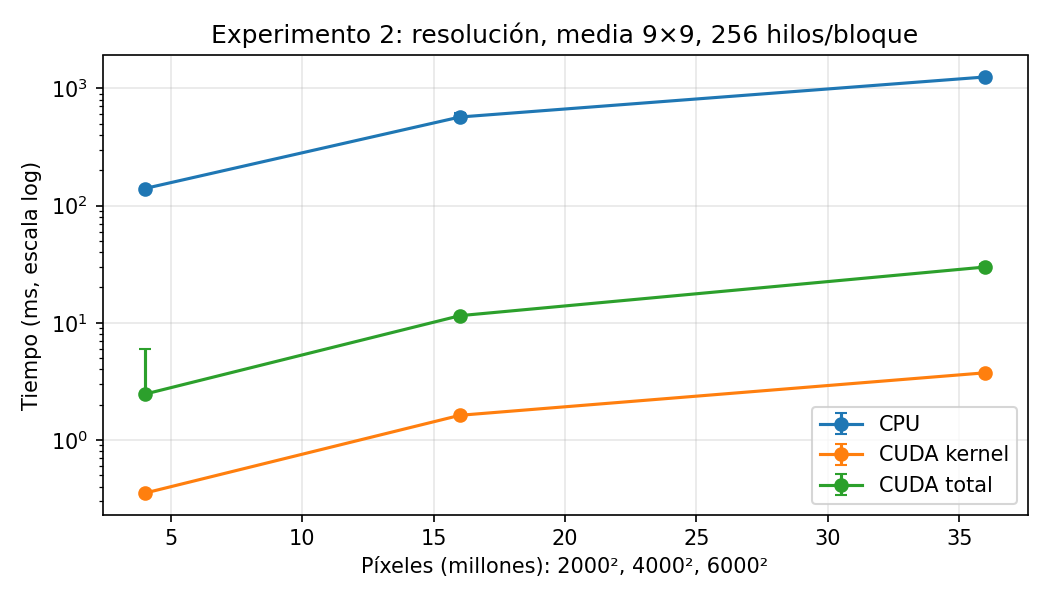 Experimento 2: resolución, media 9×9, 256 hilos/bloque
Tiempo (ms, escala log)
10³
10²
10¹
10⁰
CPU
CUDA kernel
CUDA total
5 10 15 20 25 30 35
Píxeles (millones): 2000², 4000², 6000²